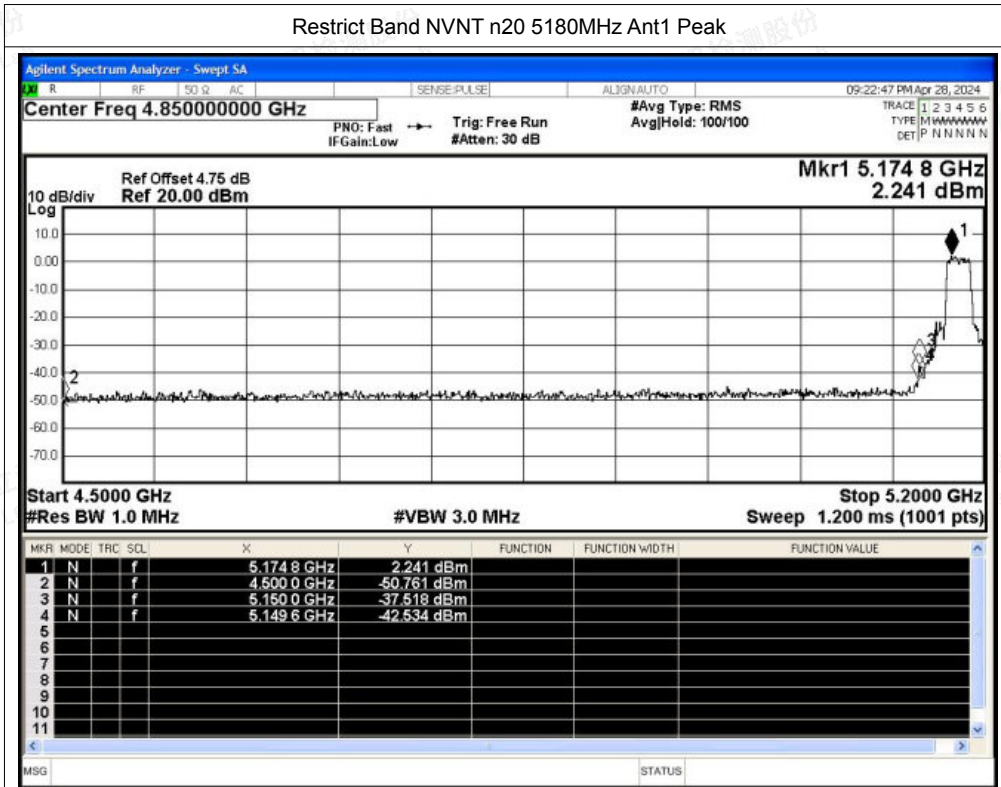 Restrict Band NVNT n20 5180MHz Ant1 Peak
Agilent Spectrum Analyzer - Swept SA
LXI R RF 50 Ω AC SENSE:PULSE ALIGNAUTO 09:22:47 PM Apr 28, 2024
Center Freq 4.850000000 GHz #Avg Type: RMS TRACE 1 2 3 4 5 6
PNO: Fast Trig: Free Run Avg|Hold: 100/100 TYPE M WWWWW
IFGain:Low #Atten: 30 dB DET P N N N N N
Mkr1 5.174 8 GHz
Ref Offset 4.75 dB
10 dB/div Ref 20.00 dBm 2.241 dBm
Log
10.0
1
0.00
-10.0
-20.0
-30.0
3
4
-40.0
2
-50.0
-60.0
-70.0
Start 4.5000 GHz Stop 5.2000 GHz
#Res BW 1.0 MHz #VBW 3.0 MHz Sweep 1.200 ms (1001 pts)
MKR MODE TRC SCL X Y FUNCTION FUNCTION WIDTH FUNCTION VALUE
1 N f 5.174 8 GHz 2.241 dBm
2 N f 4.500 0 GHz -50.761 dBm
3 N f 5.150 0 GHz -37.518 dBm
4 N f 5.149 6 GHz -42.534 dBm
5
6
7
8
9
10
11
MSG STATUS